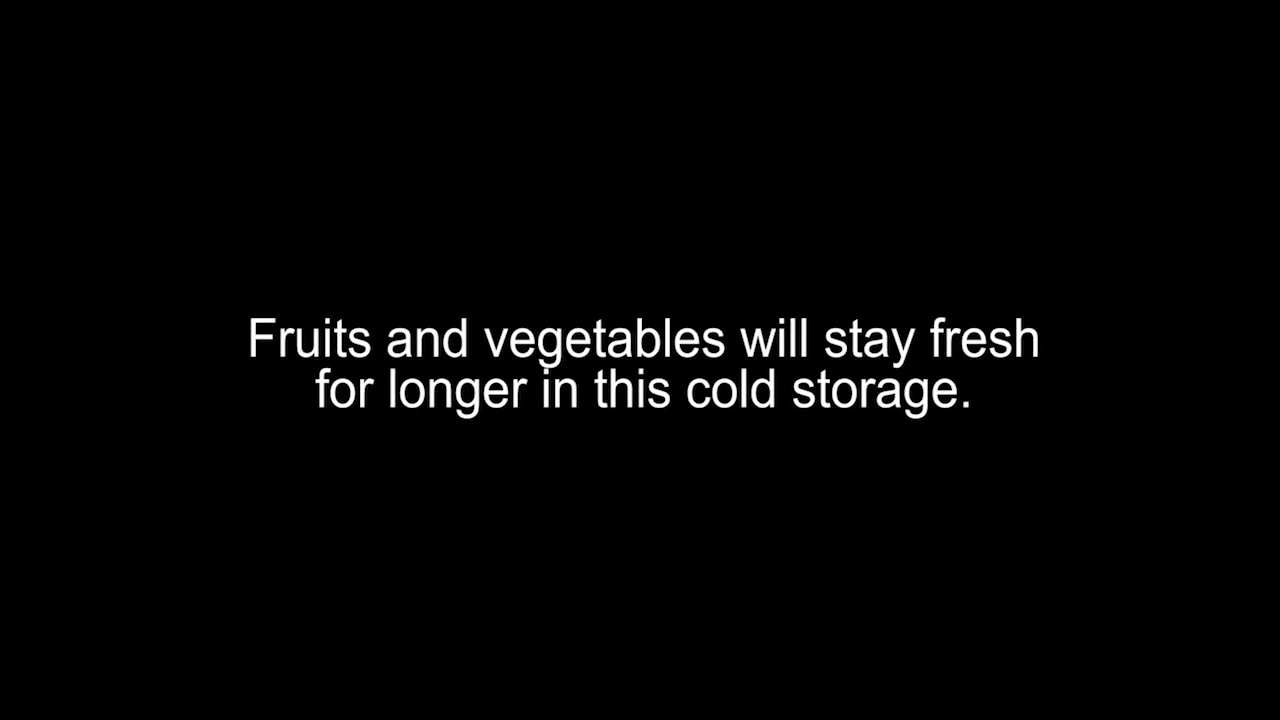 Fruits and vegetables will stay fresh
for longer in this cold storage.